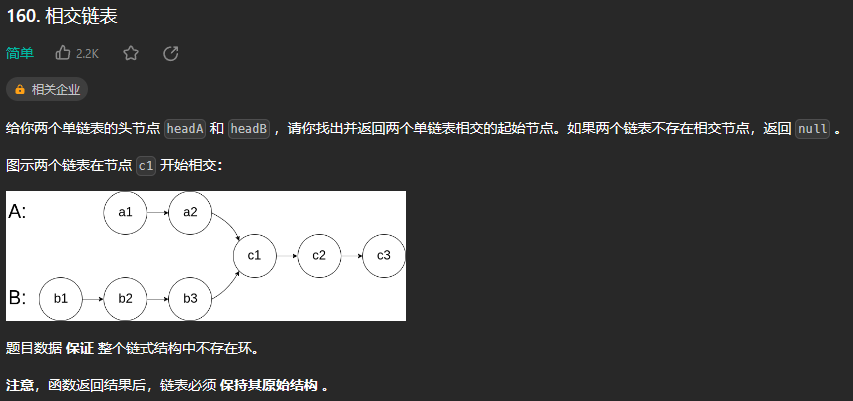 160. 相交链表
简单 2.2K
相关企业
给你两个单链表的头节点 headA 和 headB ，请你找出并返回两个单链表相交的起始节点。如果两个链表不存在相交节点，返回 null 。
图示两个链表在节点 c1 开始相交：
A: a1 a2
c1 c2 c3
B: b1 b2 b3
题目数据 保证 整个链式结构中不存在环。
注意，函数返回结果后，链表必须 保持其原始结构 。